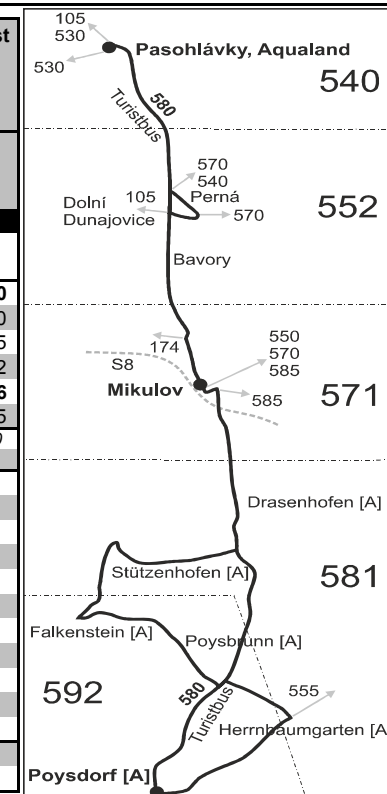 st
105
530
Pasohlávky, Aqualand
530
540
580
Turistbus
570
540
105
Perná
570
552
Dolní
Dunajovice
Bavory
174
550
570
585
S8
Mikulov
585
571
Drasenhofen [A]
Stützenhofen [A]
581
Falkenstein [A]
Poysbrunn [A]
592
580
Turistbus
555
Herrnbaumgarten [A
Poysdorf [A]
0
0
5
2
6
5